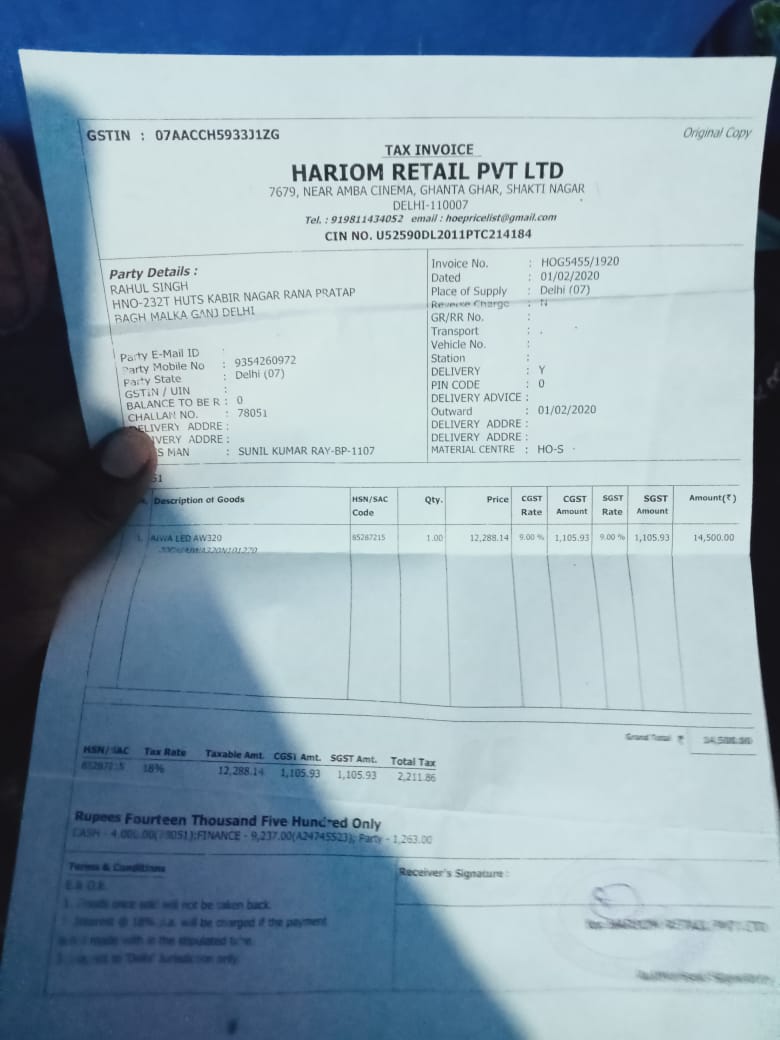 GSTIN : 07AACCH5933J1ZG
Original Copy
TAX INVOICE
HARIOM RETAIL PVT LTD
7679, NEAR AMBA CINEMA, GHANTA GHAR, SHAKTI NAGAR
DELHI-110007
Tel. : 919811434052 email : hoepricelist@gmail.com
CIN NO. U52590DL2011PTC214184
Party Details :
RAHUL SINGH
HNO-232T HUTS KABIR NAGAR RANA PRATAP
BAGH MALKA GANJ DELHI
Party E-Mail ID :
Party Mobile No : 9354260972
Party State : Delhi (07)
GSTIN / UIN :
BALANCE TO BE R : 0
CHALLAN NO. : 78051
DELIVERY ADDRE :
VERY ADDRE :
S MAN : SUNIL KUMAR RAY-BP-1107
51
Invoice No. : HOG5455/1920
Dated : 01/02/2020
Place of Supply : Delhi (07)
Reverse Charge : N
GR/RR No. :
Transport : .
Vehicle No. :
Station :
DELIVERY : Y
PIN CODE : 0
DELIVERY ADVICE :
Outward : 01/02/2020
DELIVERY ADDRE :
DELIVERY ADDRE :
MATERIAL CENTRE : HO-S
Description of Goods HSN/SAC Code Qty. Price CGST Rate CGST Amount SGST Rate SGST Amount Amount(₹)
1. AIWA LED AW320 85287215 1.00 12,288.14 9.00 % 1,105.93 9.00 % 1,105.93 14,500.00
Grand Total ₹ 14,500.00
HSN/SAC Tax Rate Taxable Amt. CGST Amt. SGST Amt. Total Tax
85287215 18% 12,288.14 1,105.93 1,105.93 2,211.86
Rupees Fourteen Thousand Five Hundred Only
CASH - 4,000.00(78051);FINANCE - 9,237.00(A24745523); Party - 1,263.00
Terms & Conditions
E.& O.E.
1. Goods once sold will not be taken back.
Interest @ 18% p.a. will be charged if the payment
is not made with in the stipulated time.
to 'Delhi' Jurisdiction only.
Receiver's Signature :
for HARIOM RETAIL PVT LTD
Authorised Signatory